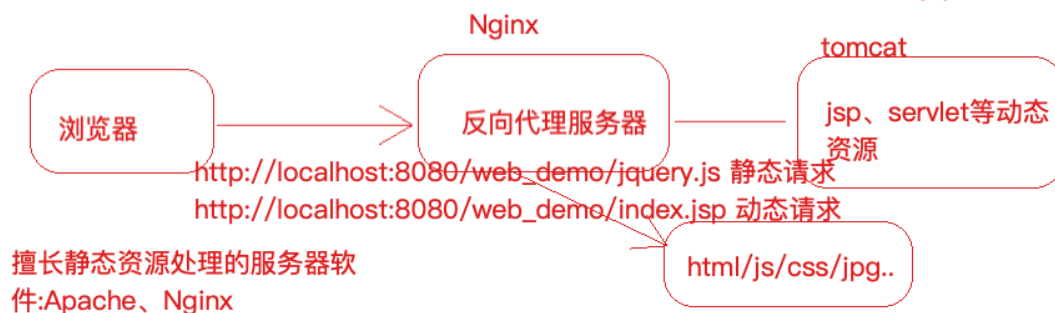 Nginx
tomcat
浏览器
反向代理服务器
jsp、servlet等动态
资源
http://localhost:8080/web_demo/jquery.js 静态请求
http://localhost:8080/web_demo/index.jsp 动态请求
html/js/css/jpg..
擅长静态资源处理的服务器软
件:Apache、Nginx